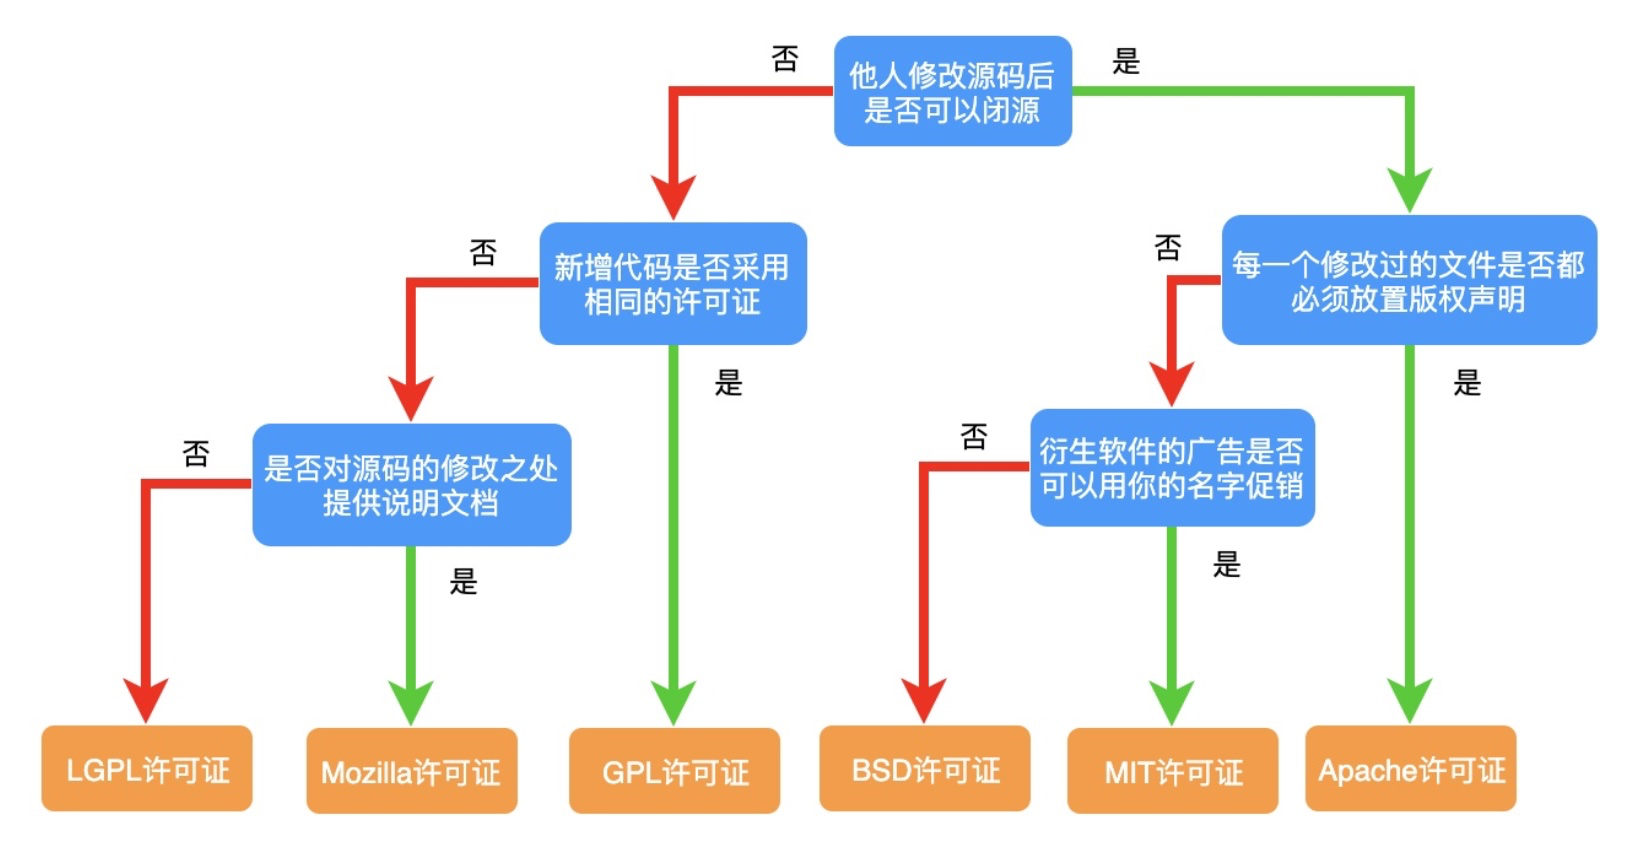 否
他人修改源码后
是否可以闭源
是
否
新增代码是否采用
相同的许可证
是
否
每一个修改过的文件是否都
必须放置版权声明
是
否
是否对源码的修改之处
提供说明文档
是
否
衍生软件的广告是否
可以用你的名字促销
是
LGPL许可证
Mozilla许可证
GPL许可证
BSD许可证
MIT许可证
Apache许可证